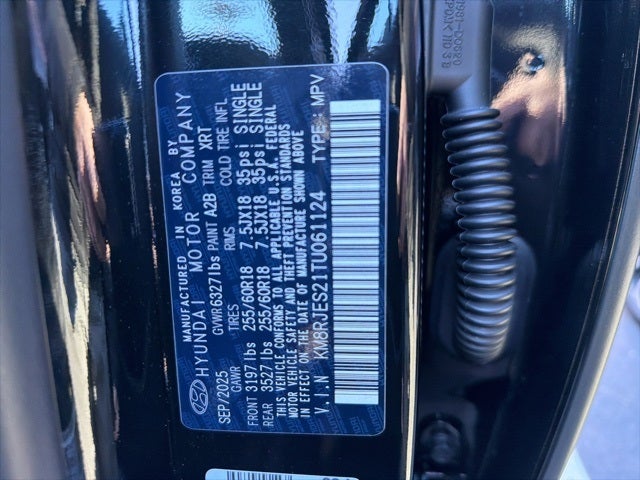 MANUFACTURED IN KOREA BY
HYUNDAI MOTOR COMPANY
SEP/2025 GVWR 6327lbs PAINT A2B TRIM XRT
GAWR TIRES RMS COLD TIRE INFL
FRONT 3197lbs 255/60R18 7.5JX18 35psi SINGLE
REAR 3527lbs 255/60R18 7.5JX18 35psi SINGLE
THIS VEHICLE CONFORMS TO ALL APPLICABLE U.S.A. FEDERAL
MOTOR VEHICLE SAFETY AND THEFT PREVENTION STANDARDS
IN EFFECT ON THE DATE OF MANUFACTURE SHOWN ABOVE
V.I.N KM8RJES21TU061124 TYPE: MPV